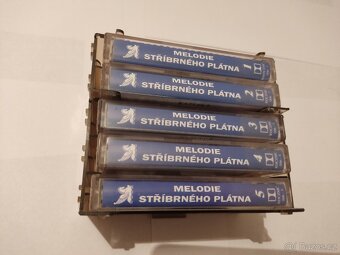 MELODIE
STŘÍBRNÉHO PLÁTNA 1
MELODIE
STŘÍBRNÉHO PLÁTNA 2
MELODIE
STŘÍBRNÉHO PLÁTNA 3
MELODIE
STŘÍBRNÉHO PLÁTNA 4
MELODIE
STŘÍBRNÉHO PLÁTNA 5